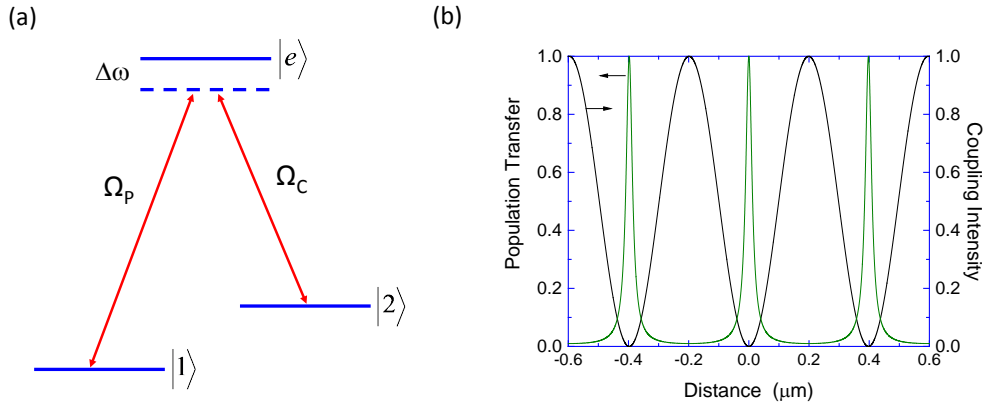 (a)
|e⟩
Δω
Ω_P
Ω_C
|2⟩
|1⟩
(b)
Population Transfer
1.0
0.8
0.6
0.4
0.2
0.0
1.0
0.8
0.6
0.4
0.2
0.0
Coupling Intensity
-0.6 -0.4 -0.2 0.0 0.2 0.4 0.6
Distance (μm)